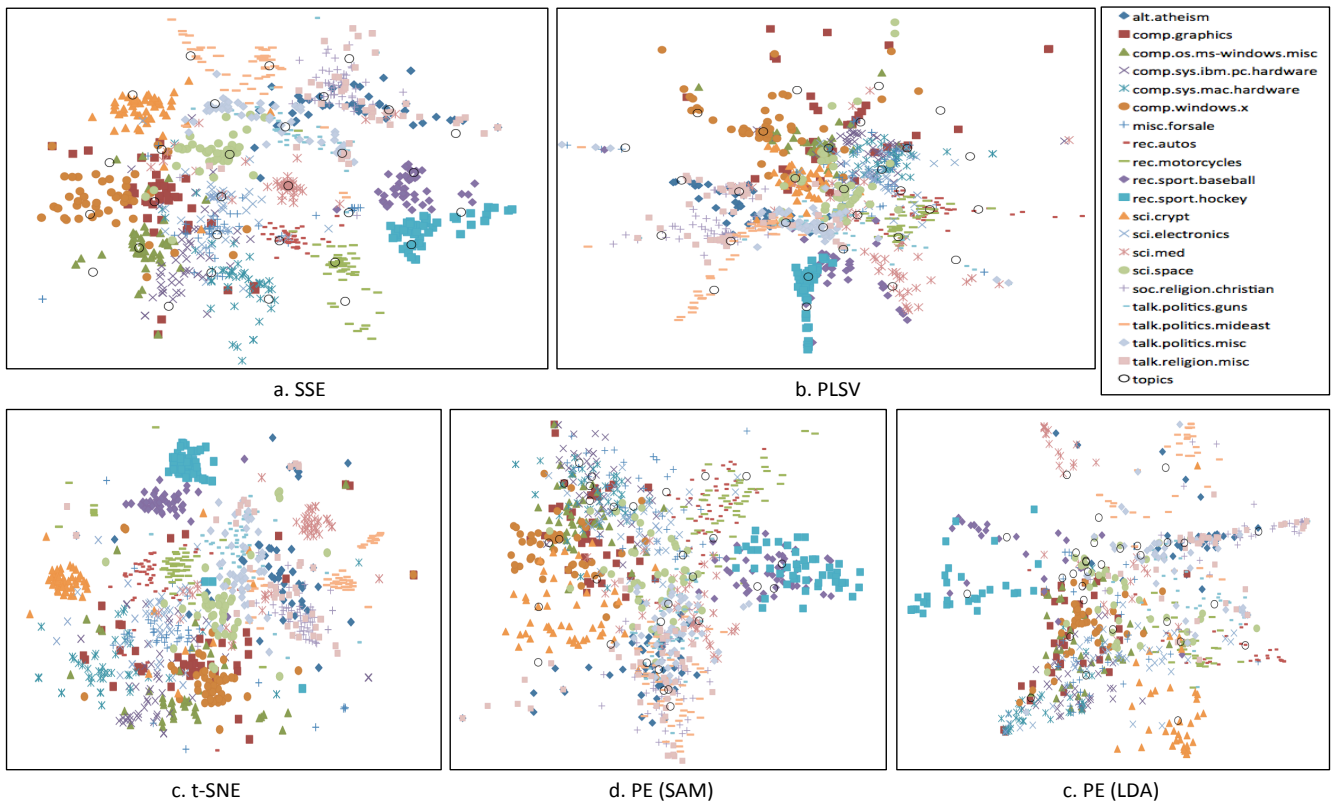 alt.atheism
comp.graphics
comp.os.ms-windows.misc
comp.sys.ibm.pc.hardware
comp.sys.mac.hardware
comp.windows.x
misc.forsale
rec.autos
rec.motorcycles
rec.sport.baseball
rec.sport.hockey
sci.crypt
sci.electronics
sci.med
sci.space
soc.religion.christian
talk.politics.guns
talk.politics.mideast
talk.politics.misc
talk.religion.misc
topics
a. SSE
b. PLSV
c. t-SNE
d. PE (SAM)
c. PE (LDA)